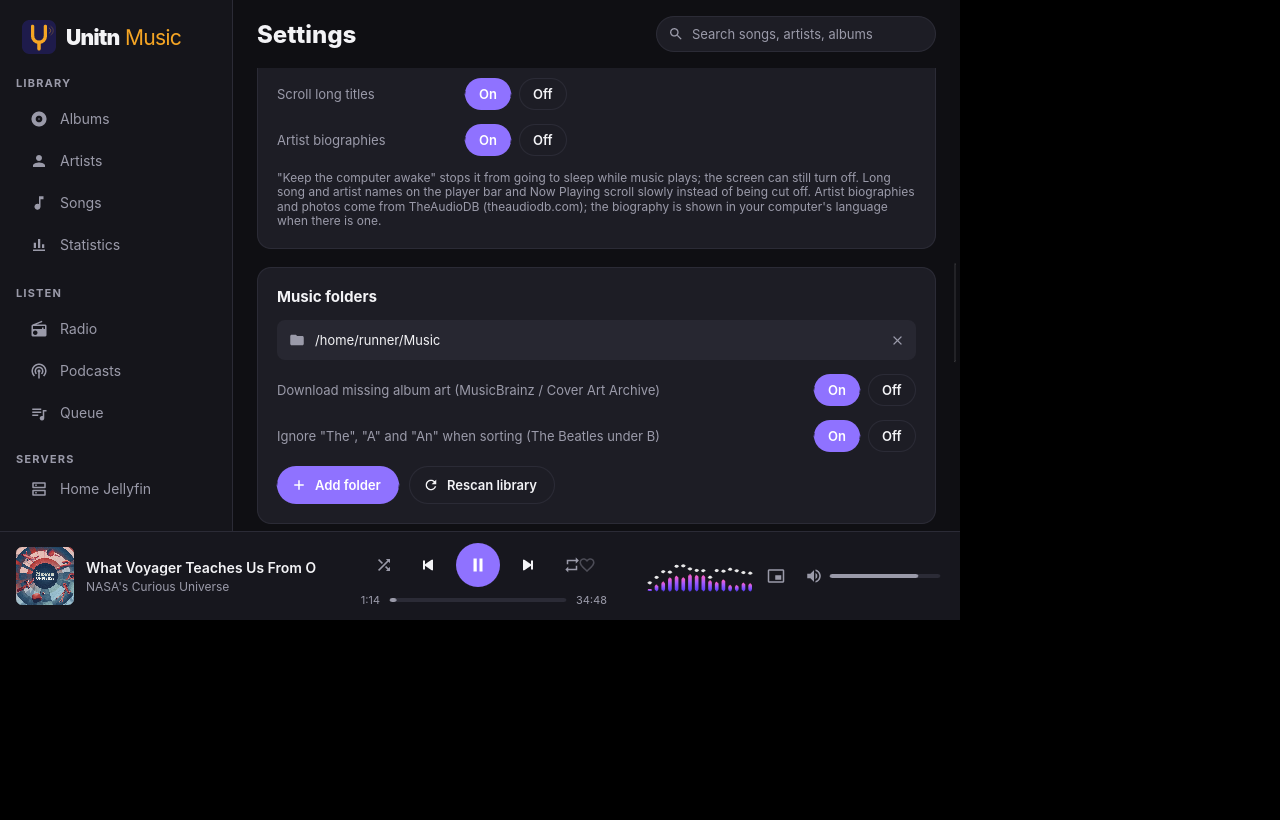 Unitn Music
LIBRARY
Albums
Artists
Songs
Statistics
LISTEN
Radio
Podcasts
Queue
SERVERS
Home Jellyfin
Settings
Search songs, artists, albums
Scroll long titles On Off
Artist biographies On Off
"Keep the computer awake" stops it from going to sleep while music plays; the screen can still turn off. Long
song and artist names on the player bar and Now Playing scroll slowly instead of being cut off. Artist biographies
and photos come from TheAudioDB (theaudiodb.com); the biography is shown in your computer's language
when there is one.
Music folders
/home/runner/Music
Download missing album art (MusicBrainz / Cover Art Archive) On Off
Ignore "The", "A" and "An" when sorting (The Beatles under B) On Off
Add folder Rescan library
What Voyager Teaches Us From O
NASA's Curious Universe
1:14 34:48